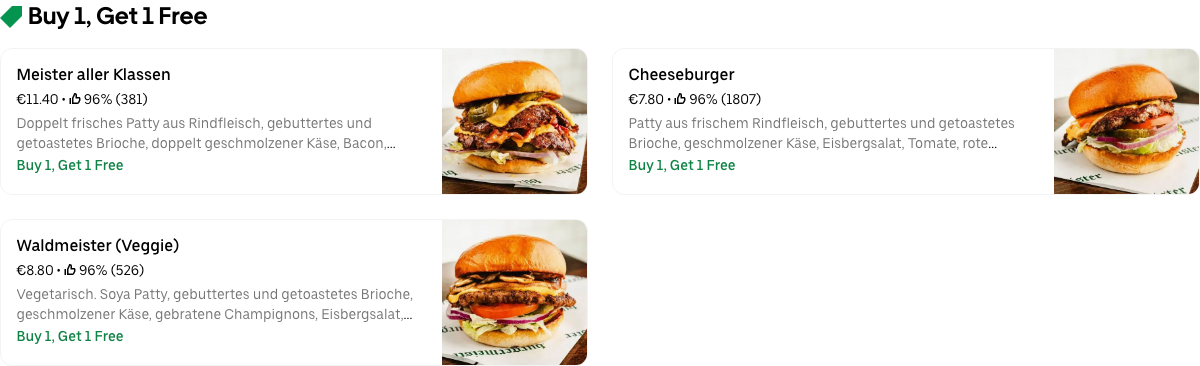 Buy 1, Get 1 Free
Meister aller Klassen
€11.40 • 96% (381)
Doppelt frisches Patty aus Rindfleisch, gebuttertes und
getoastetes Brioche, doppelt geschmolzener Käse, Bacon,...
Buy 1, Get 1 Free
Cheeseburger
€7.80 • 96% (1807)
Patty aus frischem Rindfleisch, gebuttertes und getoastetes
Brioche, geschmolzener Käse, Eisbergsalat, Tomate, rote...
Buy 1, Get 1 Free
Waldmeister (Veggie)
€8.80 • 96% (526)
Vegetarisch. Soya Patty, gebuttertes und getoastetes Brioche,
geschmolzener Käse, gebratene Champignons, Eisbergsalat,...
Buy 1, Get 1 Free
burgermeister